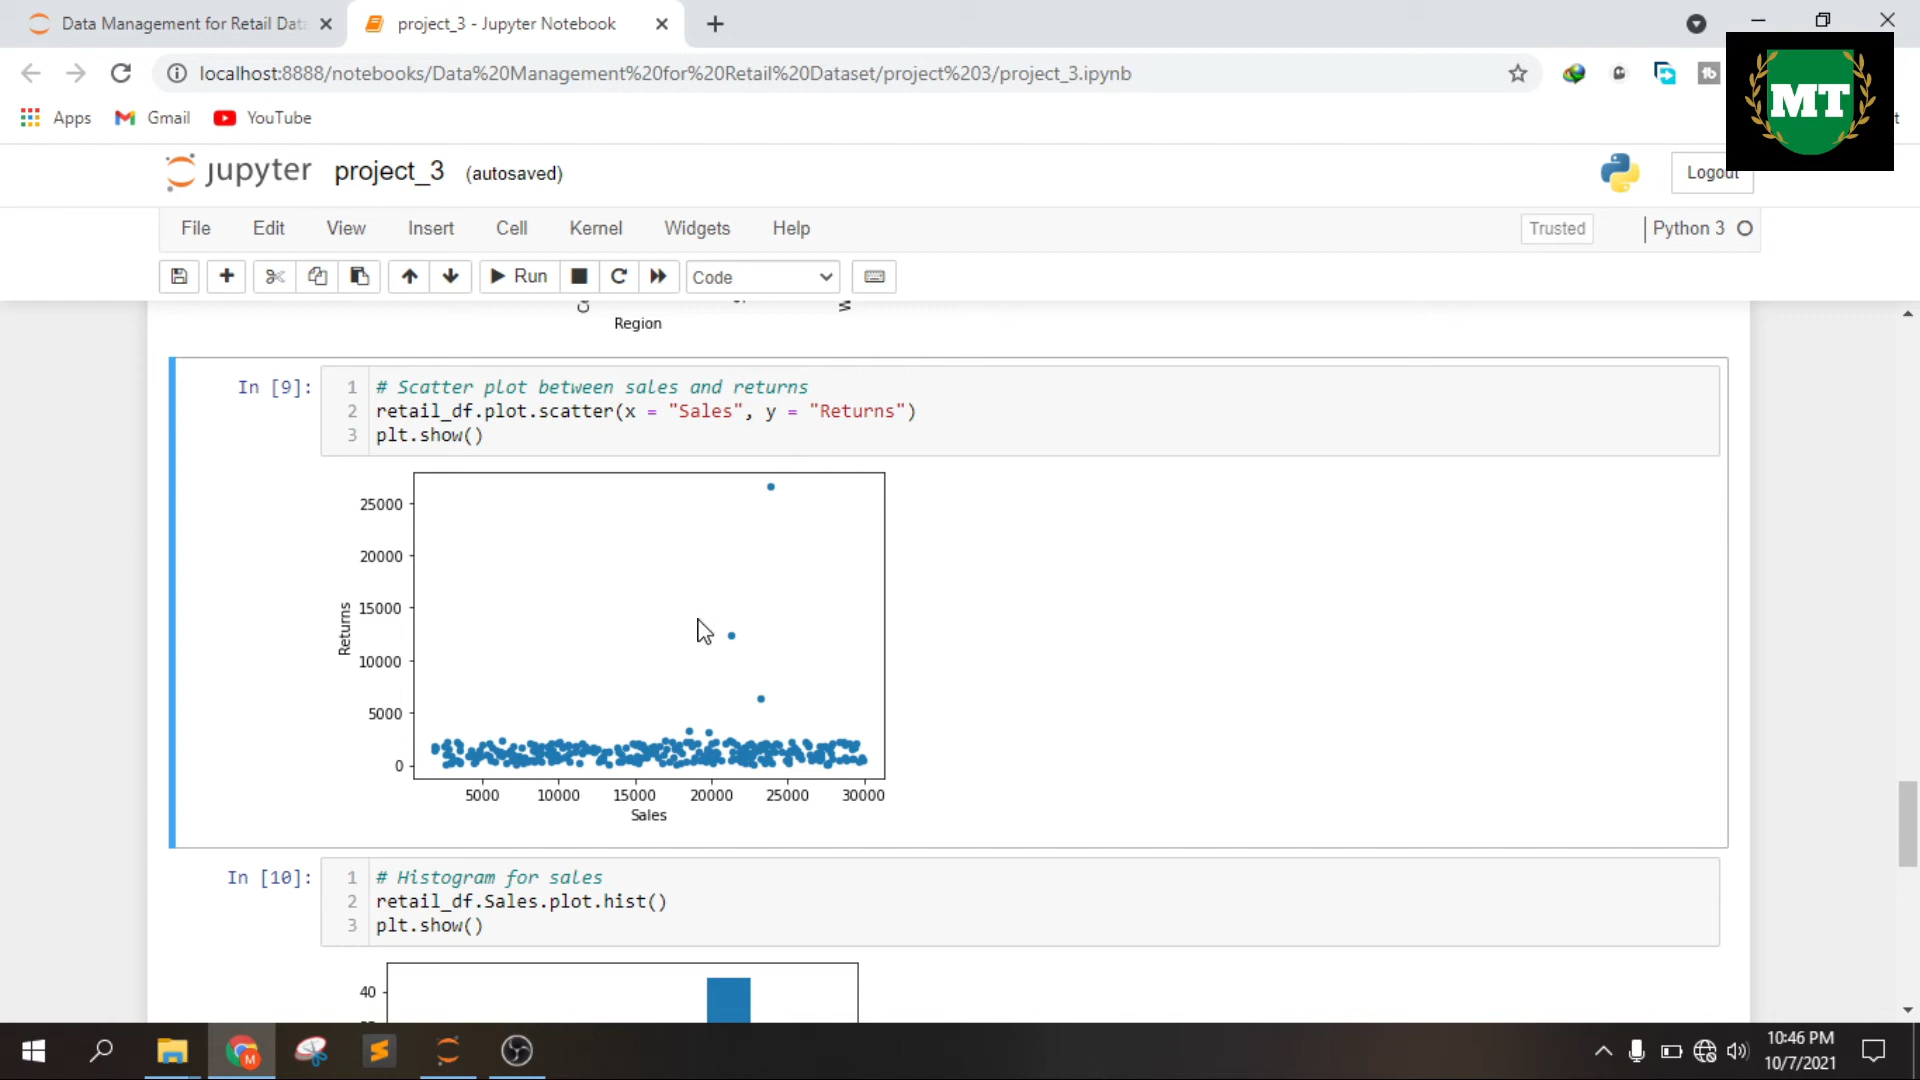 Data Management for Retail Data
project_3 - Jupyter Notebook
localhost:8888/notebooks/Data%20Management%20for%20Retail%20Dataset/project%203/project_3.ipynb
Apps Gmail YouTube
MT
jupyter project_3 (autosaved)
Logout
File Edit View Insert Cell Kernel Widgets Help Trusted Python 3
Run Code
Region
In [9]:
1 # Scatter plot between sales and returns
2 retail_df.plot.scatter(x = "Sales", y = "Returns")
3 plt.show()
25000
20000
15000
10000
5000
0
Returns
5000 10000 15000 20000 25000 30000
Sales
In [10]:
1 # Histogram for sales
2 retail_df.Sales.plot.hist()
3 plt.show()
40
10:46 PM
10/7/2021